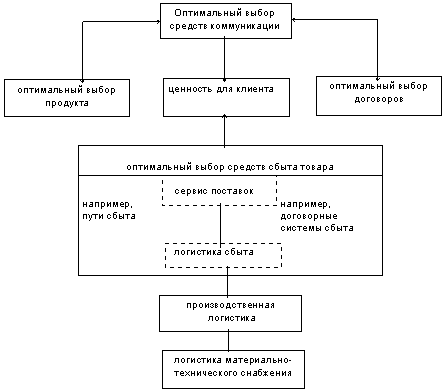 Оптимальный выбор
средств коммуникации
оптимальный выбор
продукта
ценность для клиента
оптимальный выбор
договоров
оптимальный выбор средств сбыта товара
например,
пути сбыта
сервис поставок
например,
договорные
системы сбыта
логистика сбыта
производственная
логистика
логистика материально-
технического снабжения